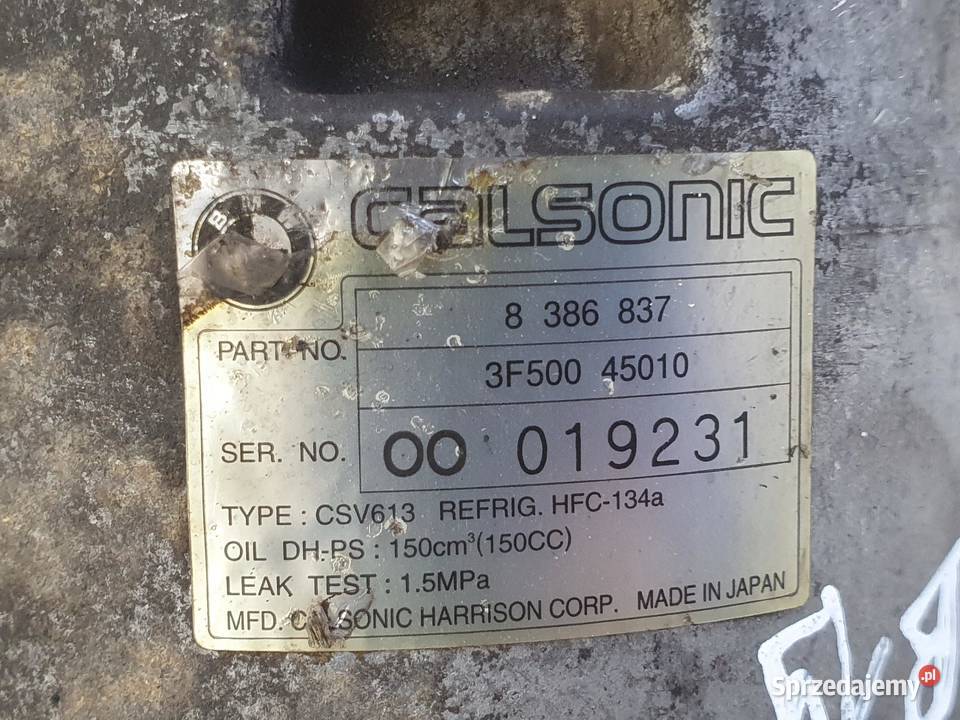 B
CALSONIC
8 386 837
PART NO.
3F500 45010
SER. NO. 00 019231
TYPE : CSV613 REFRIG. HFC-134a
OIL DH-PS : 150cm³(150CC)
LEAK TEST : 1.5MPa
MFD. CALSONIC HARRISON CORP. MADE IN JAPAN
Sprzedajemy.pl